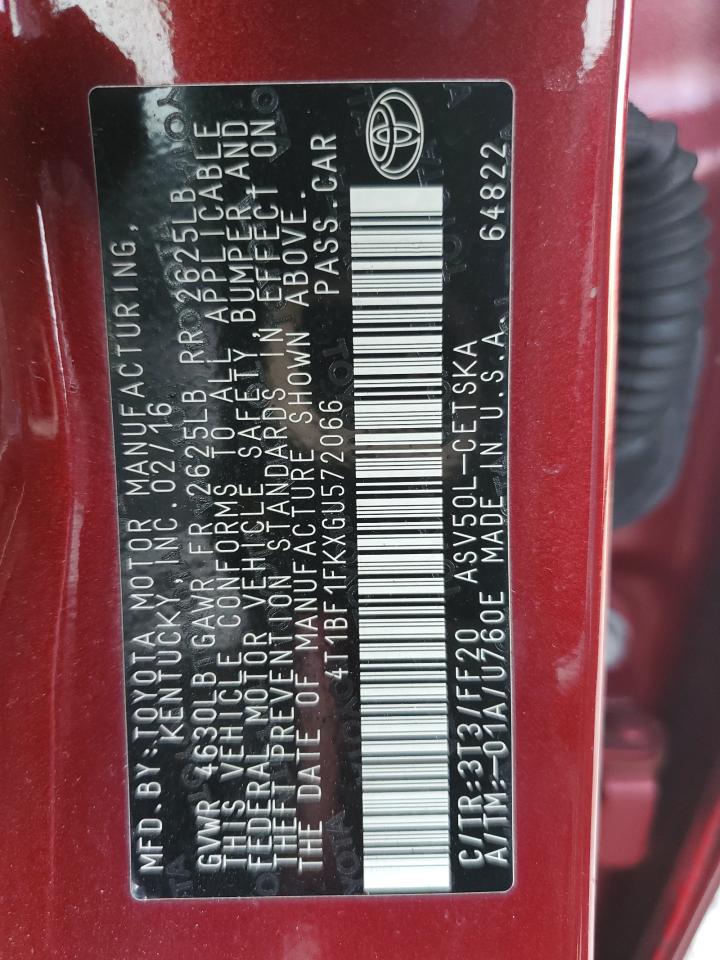 MFD.BY:TOYOTA MOTOR MANUFACTURING,
KENTUCKY, INC. 02/16
GVWR 4630LB GAWR FR 2625LB RR 2625LB
THIS VEHICLE CONFORMS TO ALL APPLICABLE
FEDERAL MOTOR VEHICLE SAFETY BUMPER, AND
THEFT PREVENTION STANDARDS IN EFFECT ON
THE DATE OF MANUFACTURE SHOWN ABOVE.
4T1BF1FKXGU572066 PASS.CAR
C/TR:3T3/FF20 ASV50L-CETSKA
A/TM:-01A/U760E MADE IN U.S.A.
64822